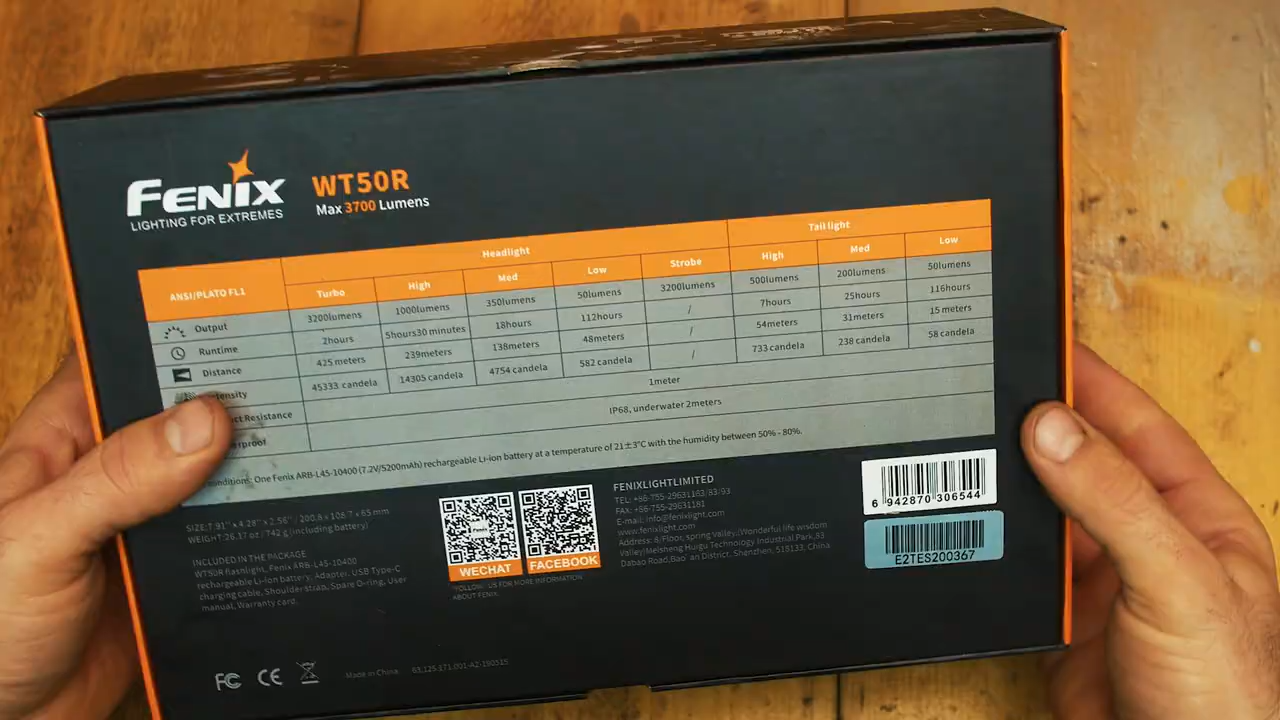 FENIX
LIGHTING FOR EXTREMES
WT50R
Max 3700 Lumens
ANSI/PLATO FL1 Headlight Tail light
Turbo High Med Low Strobe High Med Low
Output 3200lumens 1000lumens 350lumens 50lumens 3200lumens 500lumens 200lumens 50lumens
Runtime 2hours 5hours30 minutes 18hours 112hours / 7hours 25hours 116hours
Distance 425 meters 239meters 138meters 48meters / 54meters 31meters 15 meters
45333 candela 14305 candela 4754 candela 582 candela / 733 candela 238 candela 58 candela
Resistance 1meter
IP68, underwater 2meters
One Fenix ARB-L45-10400 (7.2V/5200mAh) rechargeable Li-ion battery at a temperature of 21±3°C with the humidity between 50% - 80%.
SIZE:7.91" x 4.28" x 2.56" / 200.8 x 108.7 x 65 mm
WEIGHT:26.17 oz / 742 g (including battery)
INCLUDED IN THE PACKAGE
WT50R flashlight, Fenix ARB-L45-10400
rechargeable Li-ion battery, Adapter, USB Type-C
charging cable, Shoulder strap, Spare O-ring, User
manual, Warranty card.
Fenix
WECHAT
FACEBOOK
*FOLLOW US FOR MORE INFORMATION
ABOUT FENIX.
FENIXLIGHTLIMITED
TEL: +86-755-29631183/83/93
FAX: +86-755-29631181
E-mail: info@fenixlight.com
www.fenixlight.com
Address: 8/Floor, spring Valley,(Wonderful life wisdom
Valley)Meisheng Huigu Technology Industrial Park,83
Dabao Road,Bao' an District, Shenzhen, 518133, China
6 942870 306544
E2TES200367
FC CE
Made in China 63.125.171.001-A2-190515